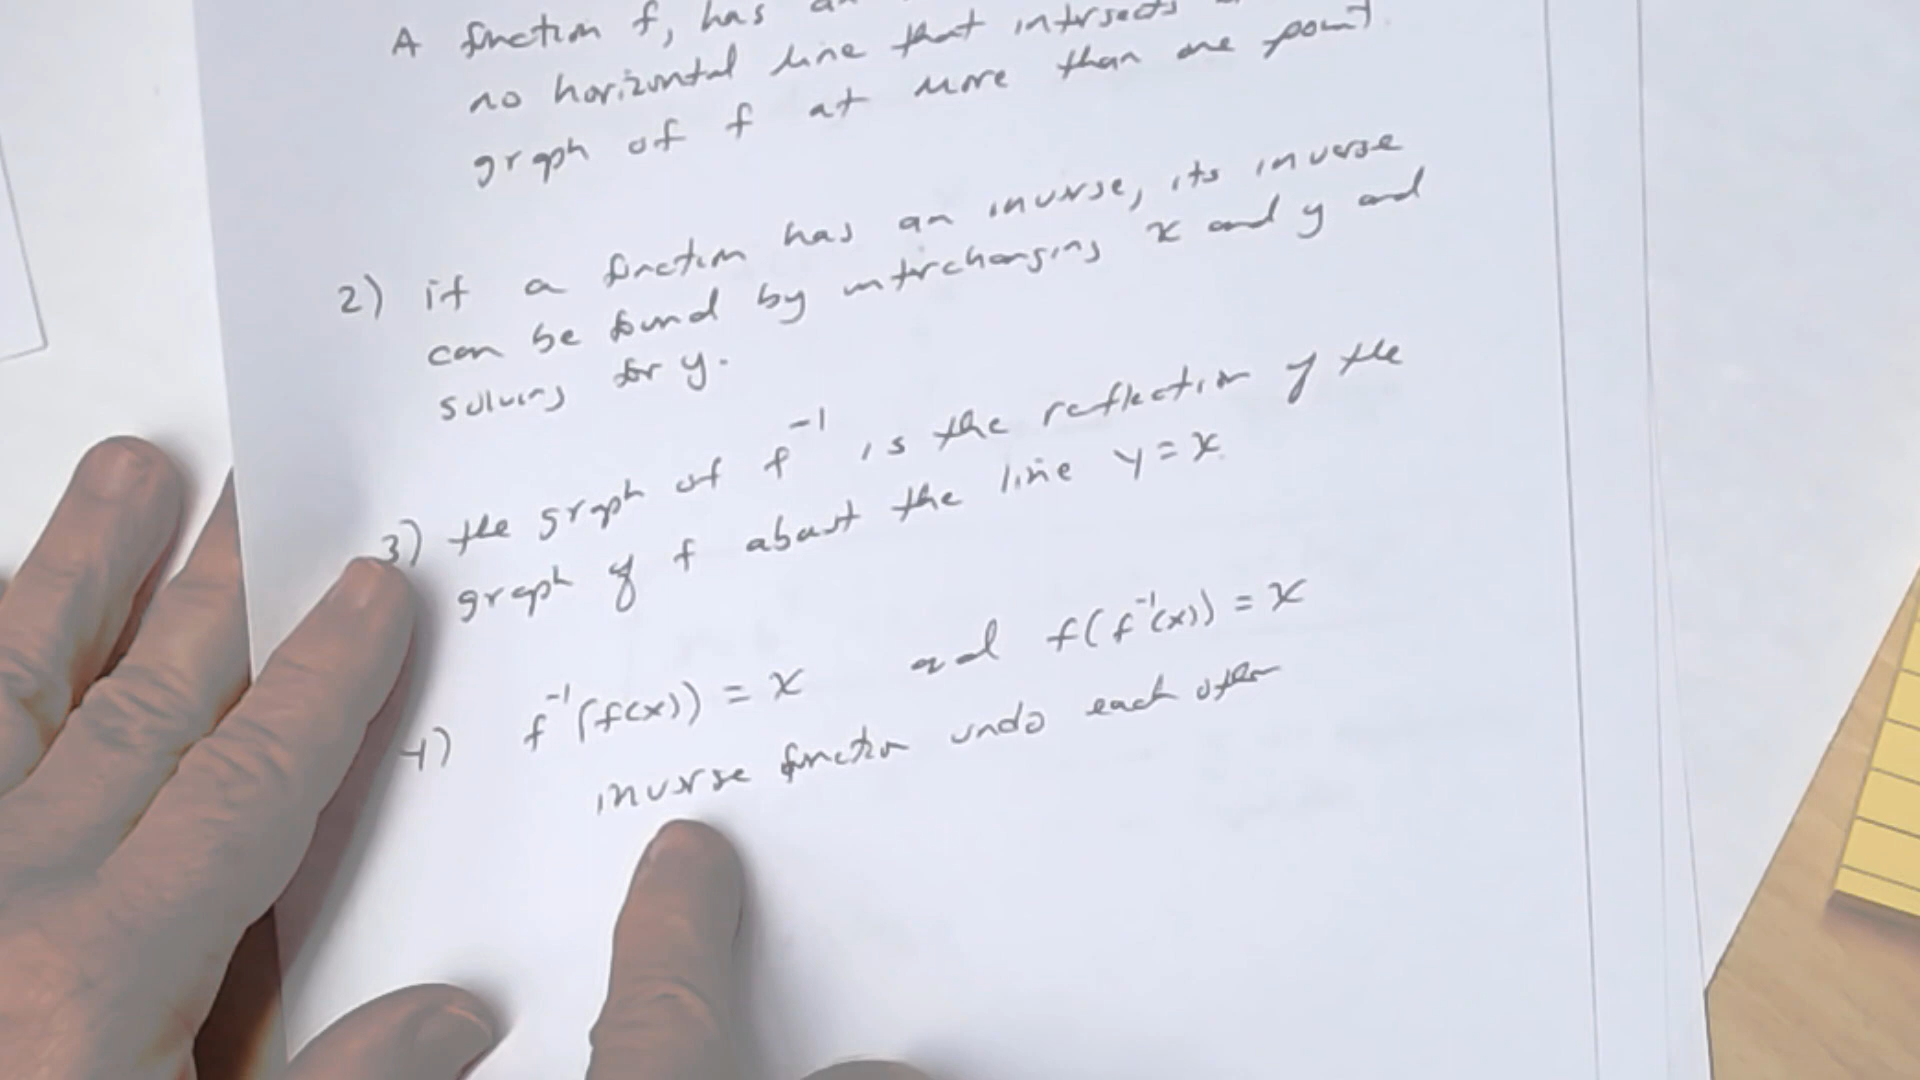 A function f, has an
no horizontal line that intersects
graph of f at more than one point.
2) if a function has an inverse, its inverse
can be found by interchanging x and y and
solving for y.
3) the graph of f⁻¹ is the reflection of the
graph of f about the line y = x
4) f⁻¹(f(x)) = x and f(f⁻¹(x)) = x
inverse function undo each other